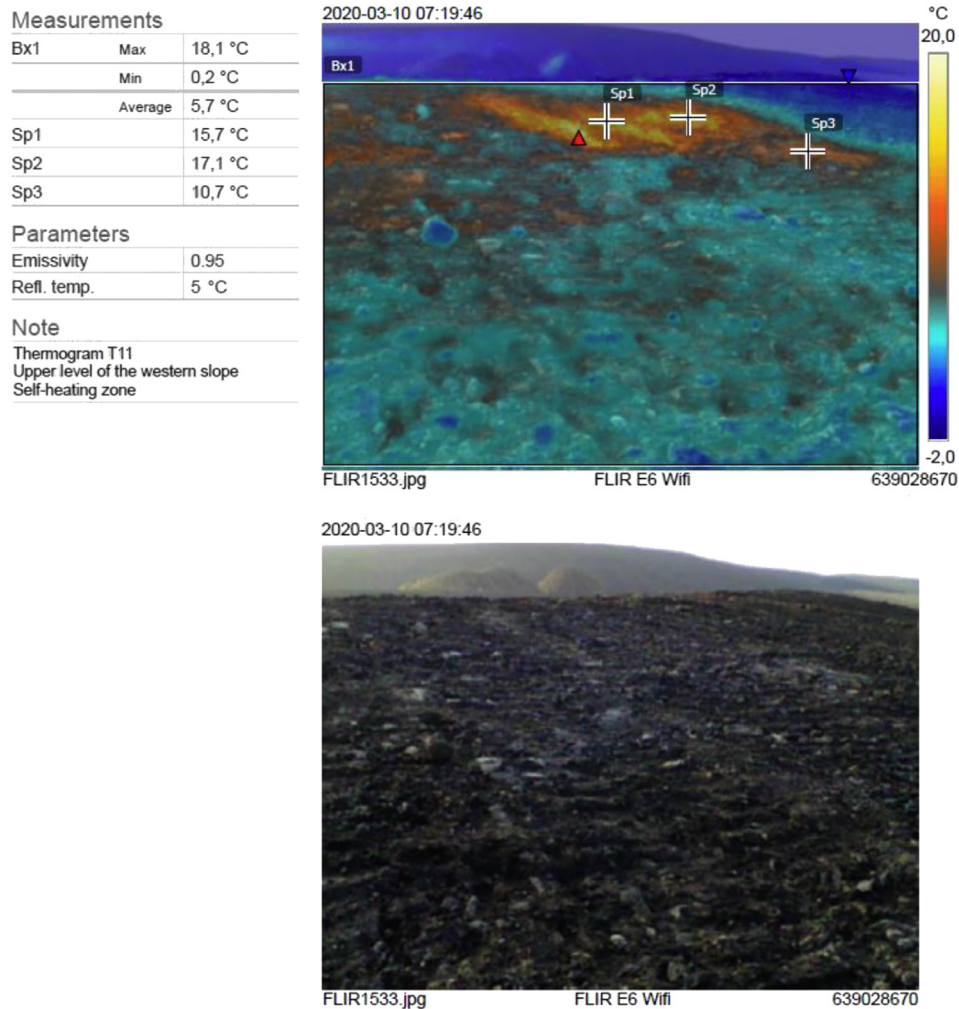 Measurements
Bx1 Max 18,1 °C
Min 0,2 °C
Average 5,7 °C
Sp1 15,7 °C
Sp2 17,1 °C
Sp3 10,7 °C
Parameters
Emissivity 0.95
Refl. temp. 5 °C
Note
Thermogram T11
Upper level of the western slope
Self-heating zone
2020-03-10 07:19:46
°C
20,0
Bx1
Sp1
Sp2
Sp3
-2,0
FLIR1533.jpg FLIR E6 Wifi 639028670
2020-03-10 07:19:46
FLIR1533.jpg FLIR E6 Wifi 639028670